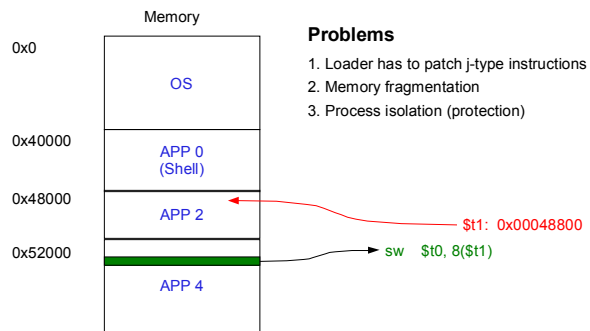 Memory
0x0
OS
0x40000
APP 0
(Shell)
0x48000
APP 2
0x52000
APP 4
Problems
1. Loader has to patch j-type instructions
2. Memory fragmentation
3. Process isolation (protection)
$t1: 0x00048800
sw $t0, 8($t1)